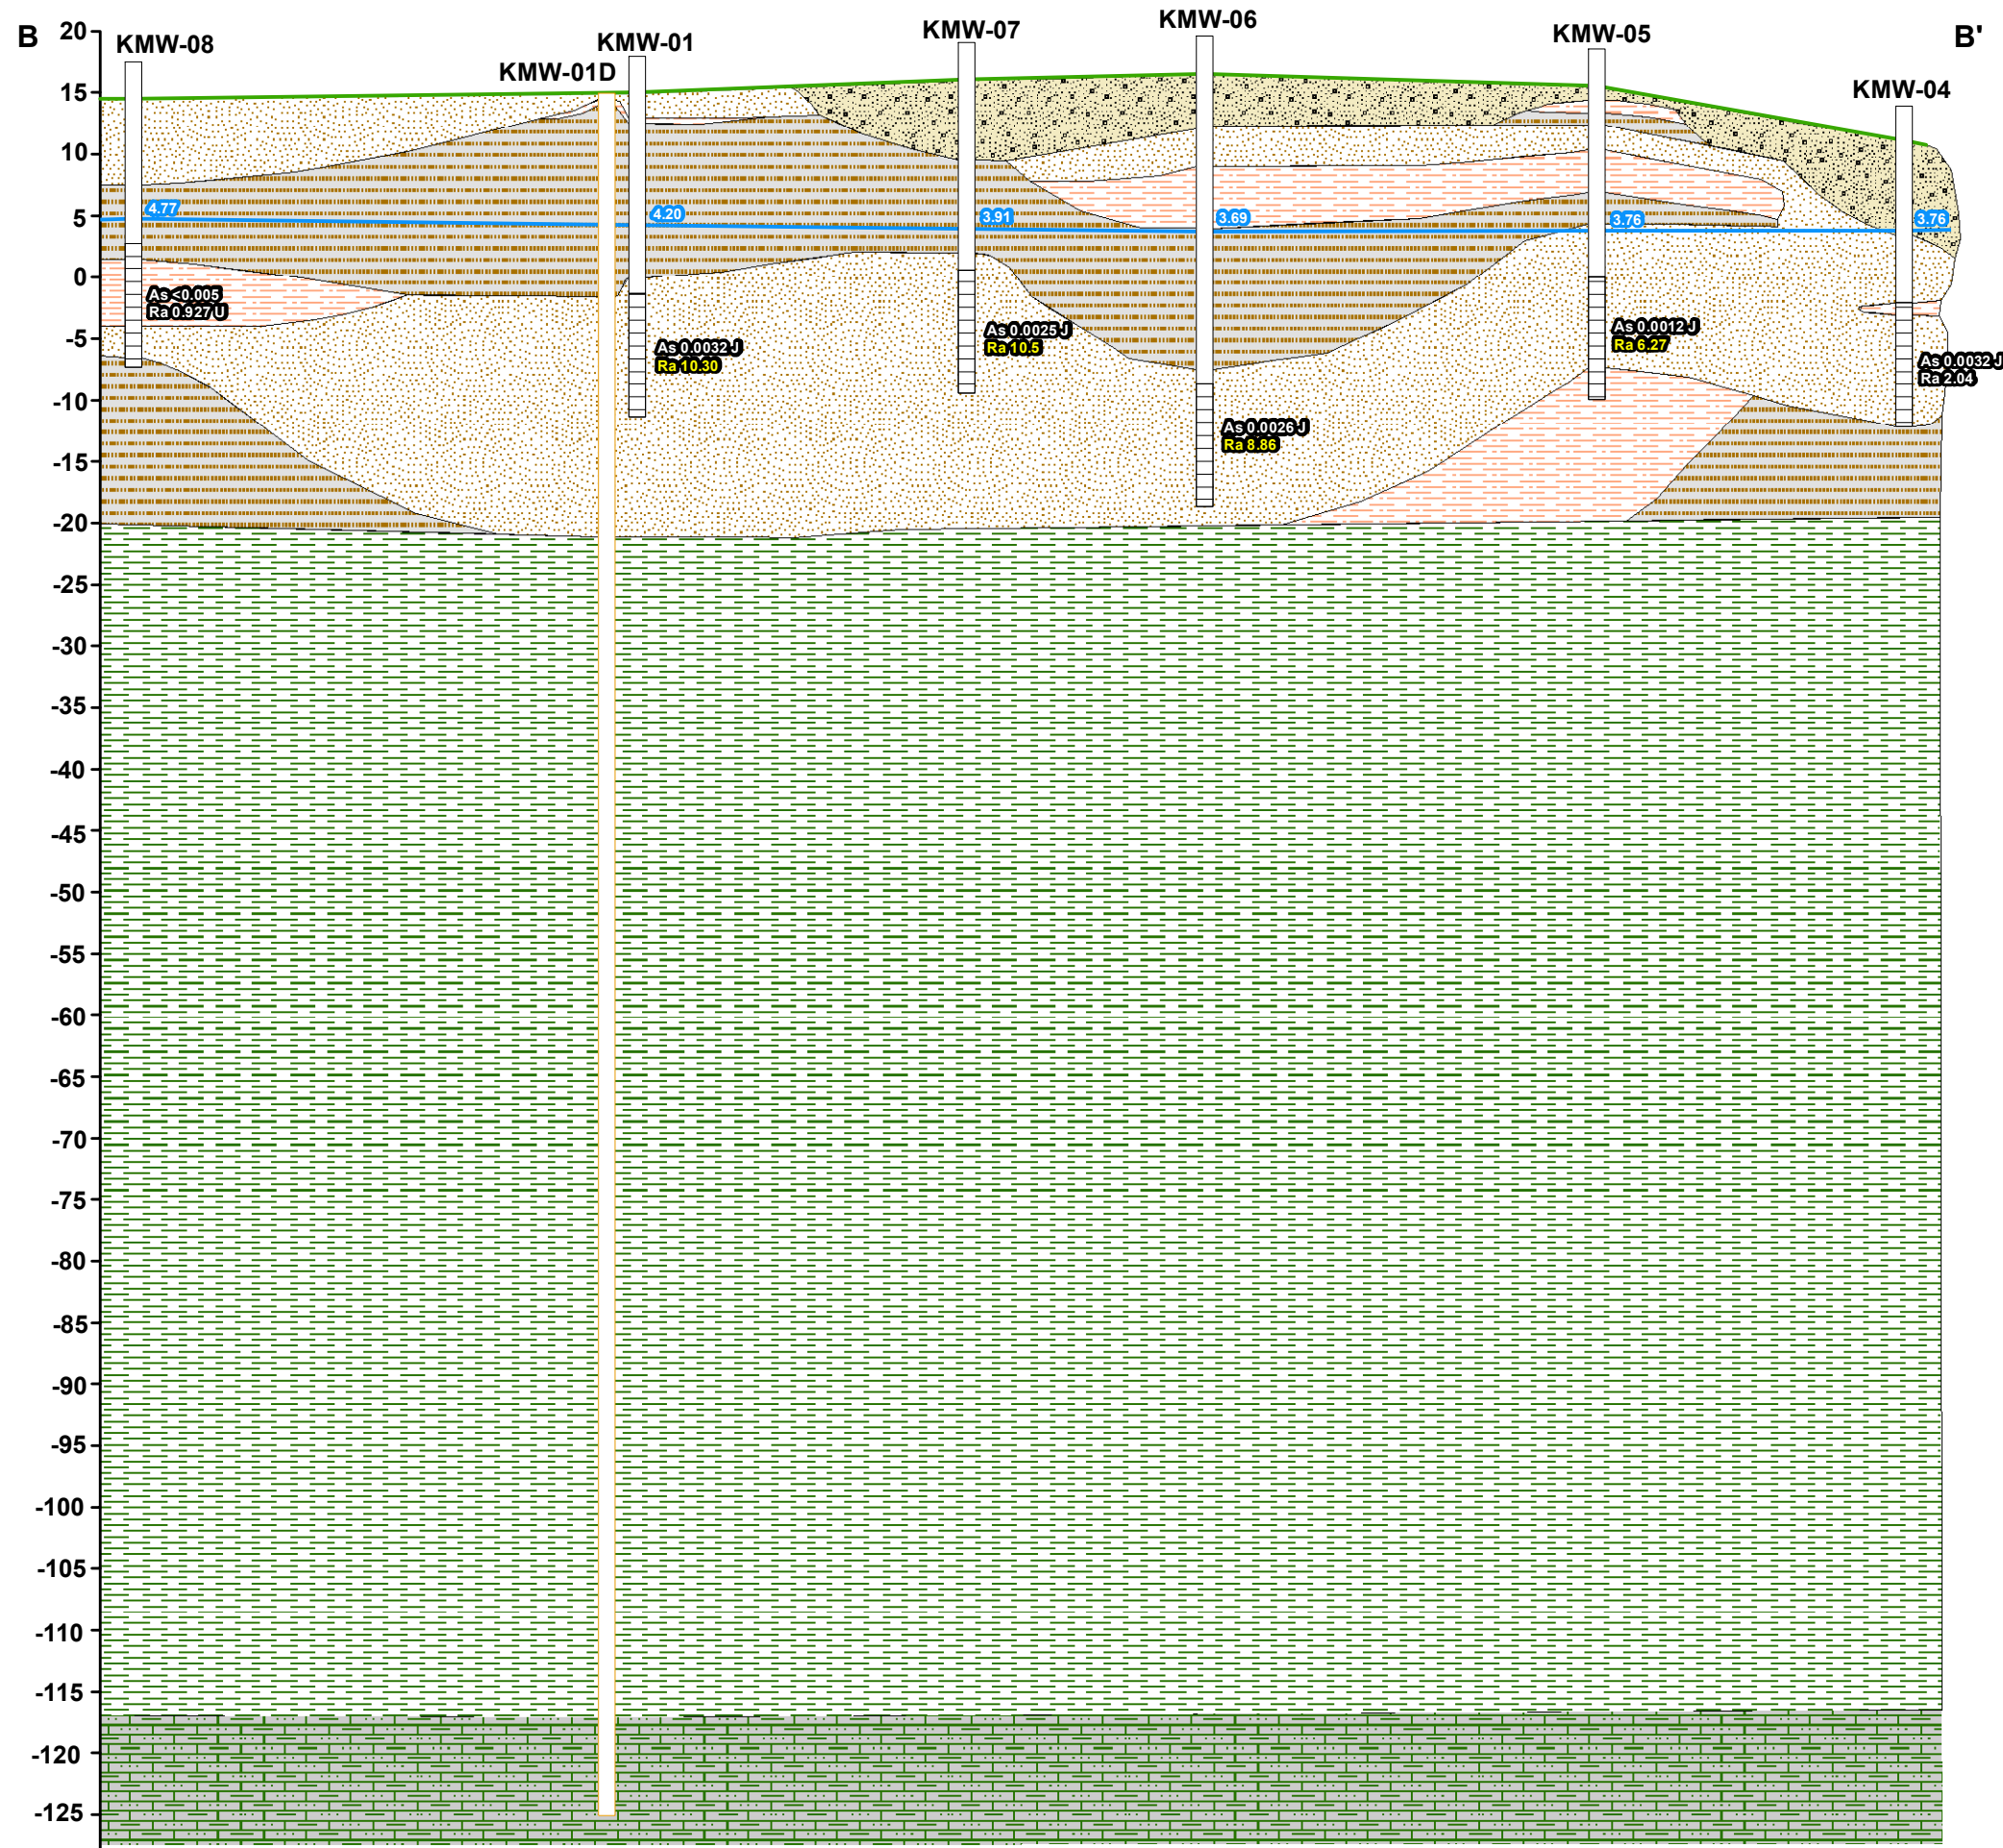 B
B'
KMW-08
KMW-01D
KMW-01
KMW-07
KMW-06
KMW-05
KMW-04
20
15
10
5
0
-5
-10
-15
-20
-25
-30
-35
-40
-45
-50
-55
-60
-65
-70
-75
-80
-85
-90
-95
-100
-105
-110
-115
-120
-125
4.77
4.20
3.91
3.69
3.76
3.76
As <0.005
Ra 0.927 U
As 0.0032 J
Ra 10.30
As 0.0025 J
Ra 10.5
As 0.0026 J
Ra 8.86
As 0.0012 J
Ra 6.27
As 0.0032 J
Ra 2.04